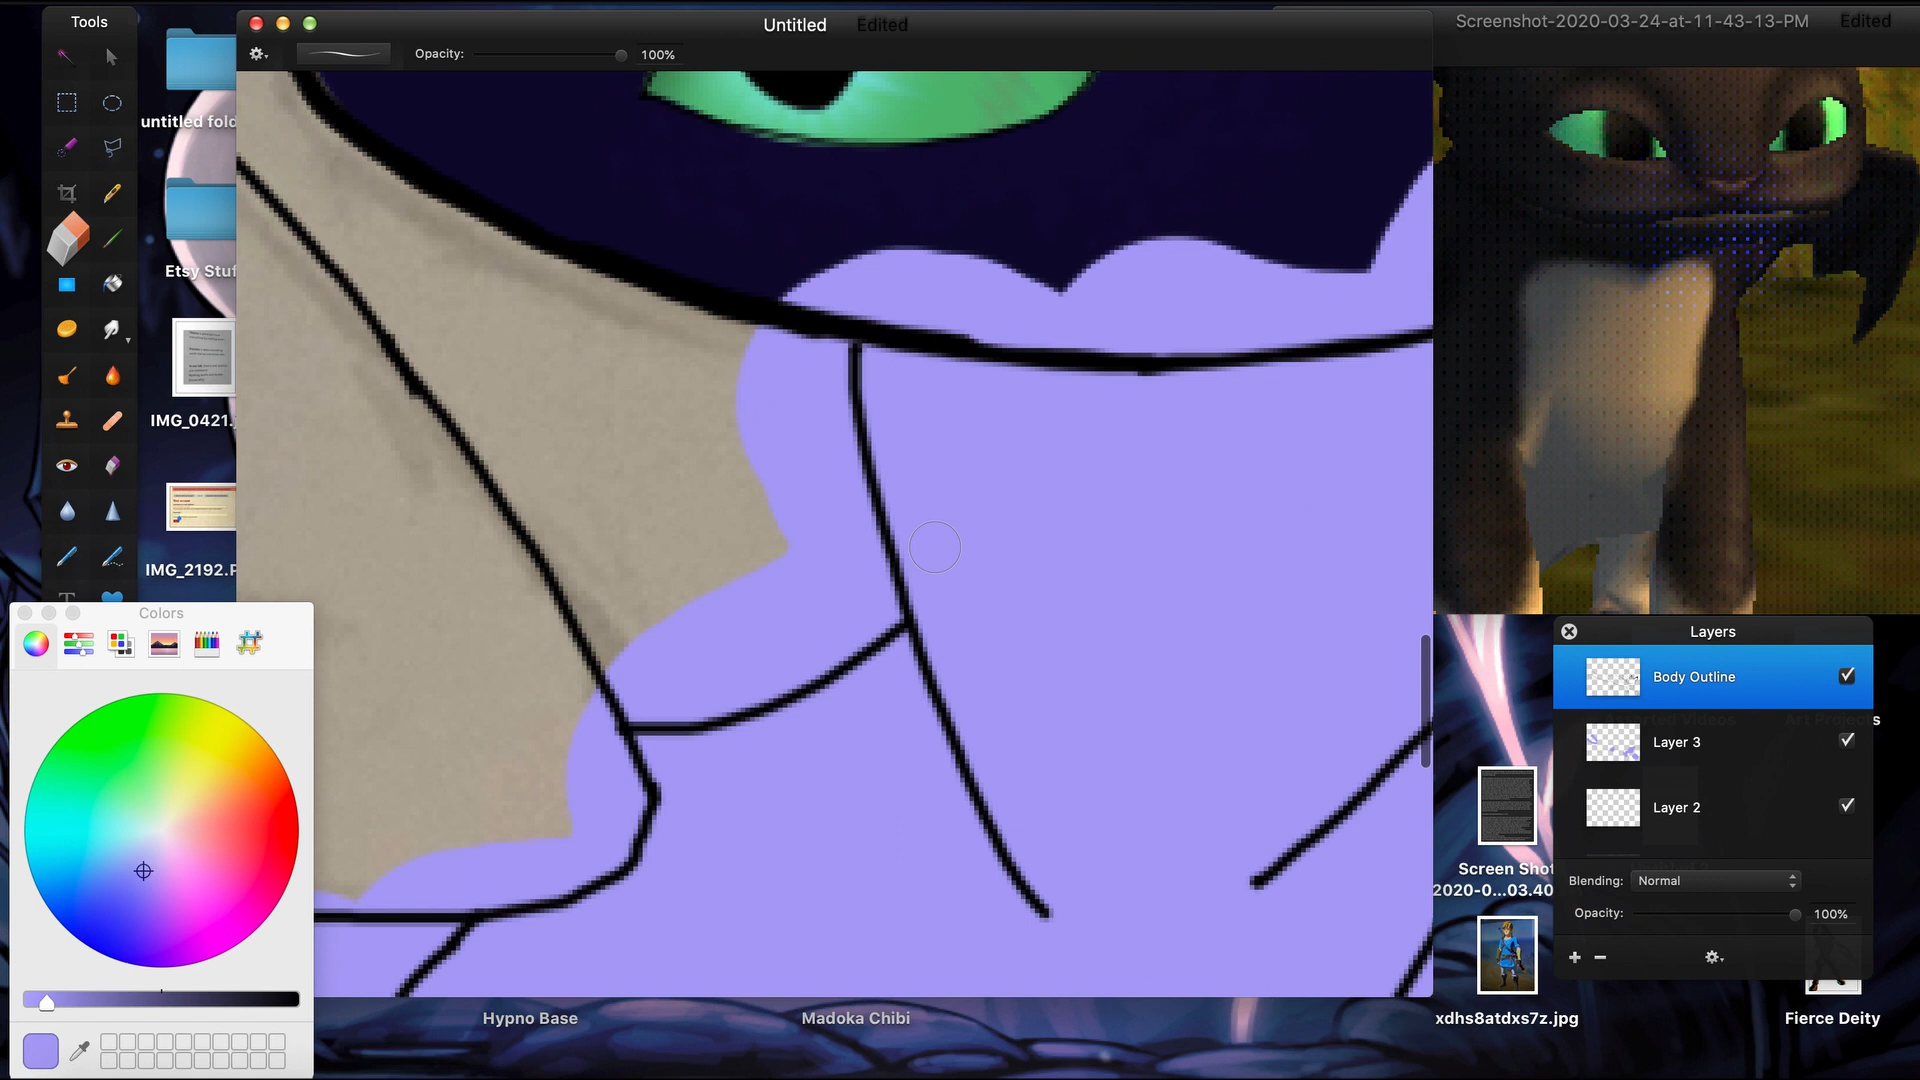 Tools
Untitled Edited
Screenshot-2020-03-24-at-11-43-13-PM Edited
Opacity: 100%
untitled fold
Etsy Stuf
IMG_0421.
IMG_2192.P
Colors
Layers
Body Outline
Layer 3
Layer 2
Blending: Normal
Opacity: 100%
Screen Shot
2020-0...03.40
Hypno Base
Madoka Chibi
xdhs8atdxs7z.jpg
Fierce Deity